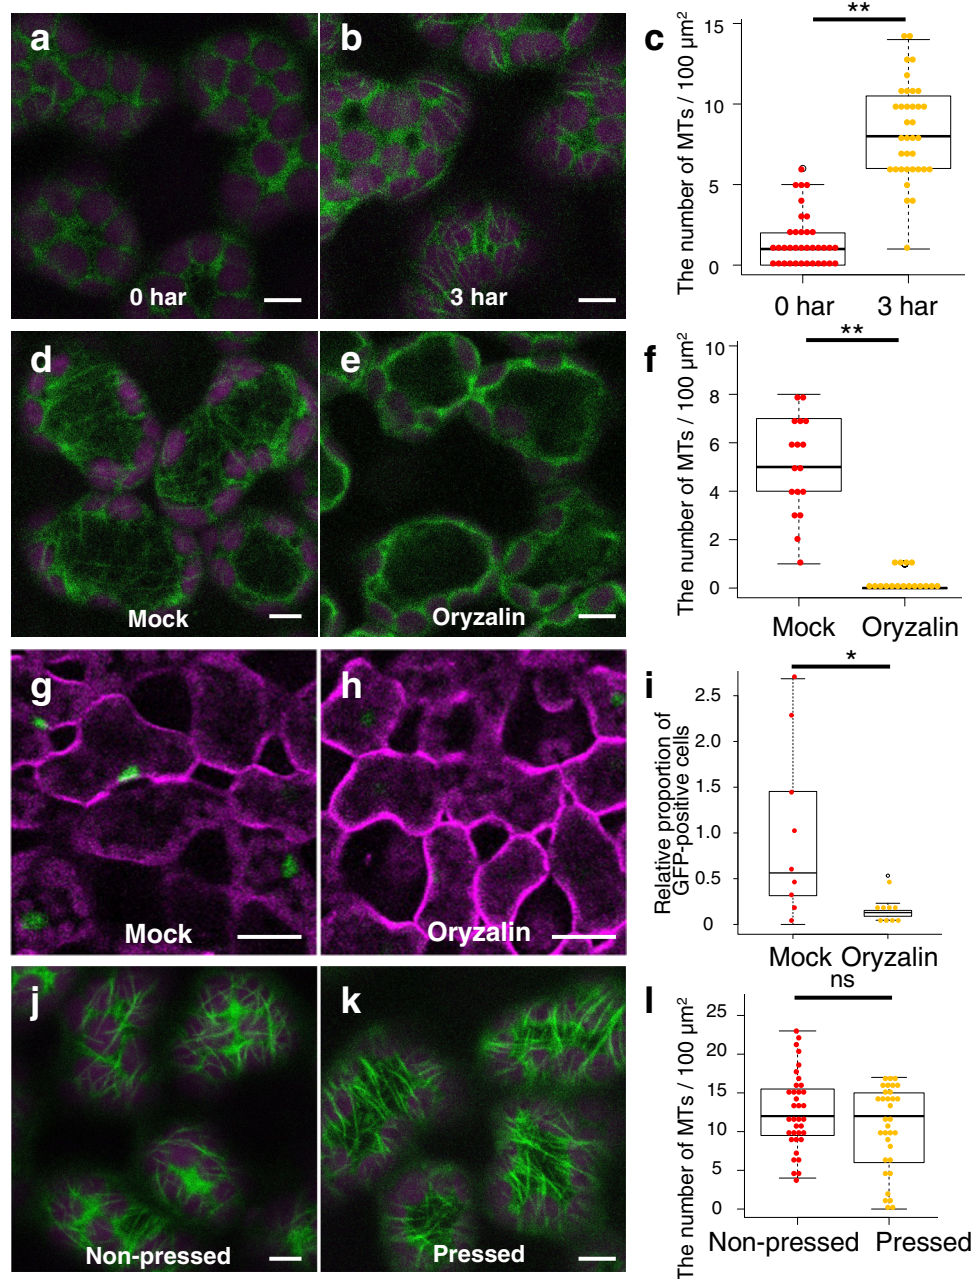 a
0 har
b
3 har
c
**
The number of MTs / 100 µm²
15
10
5
0
0 har
3 har
d
Mock
e
Oryzalin
f
**
The number of MTs / 100 µm²
10
8
6
4
2
0
Mock
Oryzalin
g
Mock
h
Oryzalin
i
*
Relative proportion of
GFP-positive cells
2.5
2.0
1.5
1.0
0.5
0
Mock
Oryzalin
j
Non-pressed
k
Pressed
l
ns
The number of MTs / 100 µm²
25
20
15
10
5
0
Non-pressed
Pressed